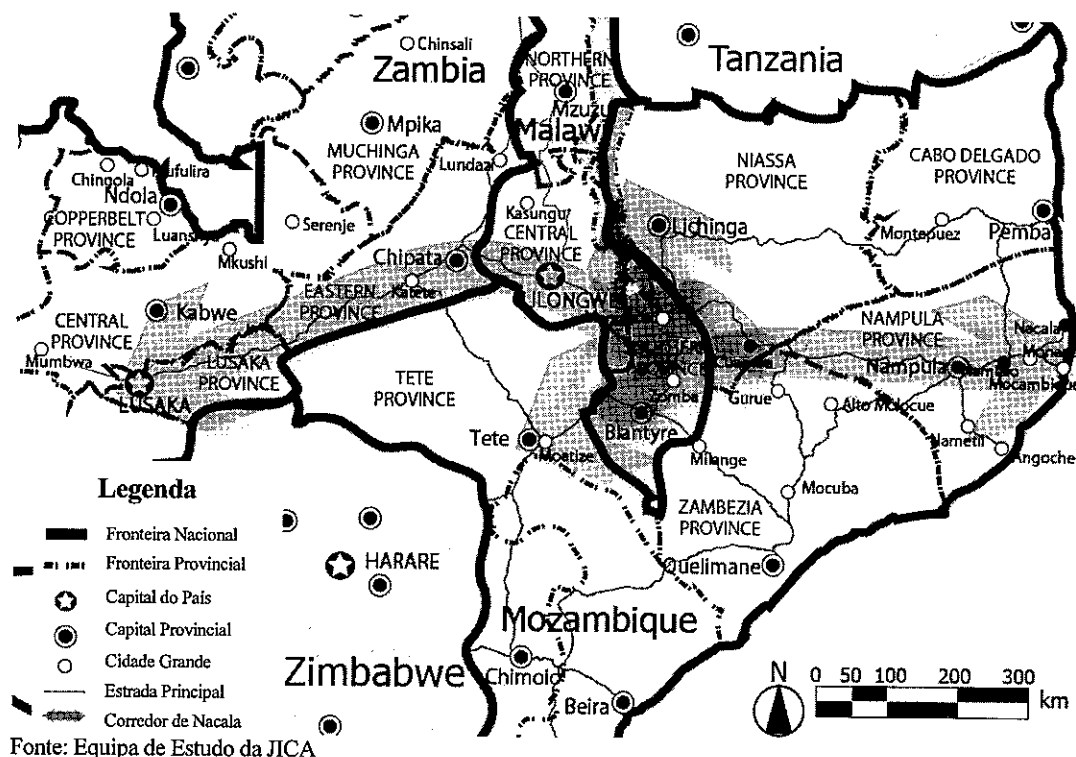 Chinsali
Zambia
NORTHERN
PROVINCE
Tanzania
Mzuzu
Mpika
Malaw
MUCHINGA
PROVINCE
Lundazi
NIASSA
PROVINCE
CABO DELGADO
PROVINCE
Chingola
Mufulira
Ndola
COPPERBELT
PROVINCE
Luanshya
Serenje
Mkushi
Kasungu
CENTRAL
PROVINCE
Lichinga
Montepuez
Pemba
Chipata
Katete
LILONGWE
EASTERN
PROVINCE
Kabwe
CENTRAL
PROVINCE
Mumbwa
LUSAKA
PROVINCE
LUSAKA
TETE
PROVINCE
NAMPULA
PROVINCE
Nacala
Nampula
Mocambique
Zomba
Gurue
Alto Molocue
Blantyre
Nametil
Angoche
Tete
Moatize
Milange
Mocuba
ZAMBEZIA
PROVINCE
Quelimane
HARARE
Mozambique
Zimbabwe
Chimoio
Beira
N
0 50 100 200 300
km
Legenda
Fronteira Nacional
Fronteira Provincial
Capital do País
Capital Provincial
Cidade Grande
Estrada Principal
Corredor de Nacala
Fonte: Equipa de Estudo da JICA